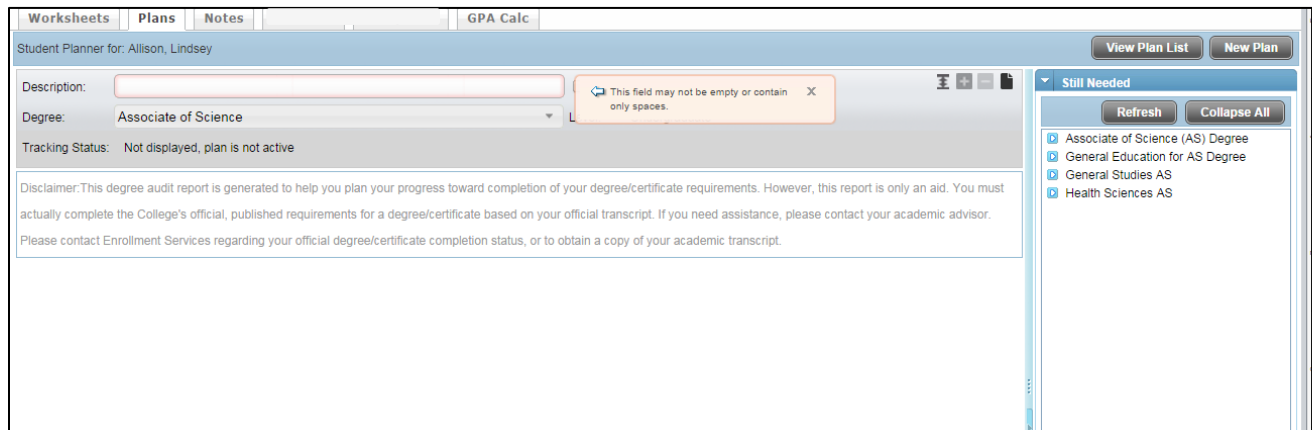 Worksheets Plans Notes GPA Calc
Student Planner for: Allison, Lindsey View Plan List New Plan
Description:
This field may not be empty or contain
only spaces.
X
Degree: Associate of Science
Tracking Status: Not displayed, plan is not active
Disclaimer:This degree audit report is generated to help you plan your progress toward completion of your degree/certificate requirements. However, this report is only an aid. You must
actually complete the College's official, published requirements for a degree/certificate based on your official transcript. If you need assistance, please contact your academic advisor.
Please contact Enrollment Services regarding your official degree/certificate completion status, or to obtain a copy of your academic transcript.
Still Needed
Refresh Collapse All
Associate of Science (AS) Degree
General Education for AS Degree
General Studies AS
Health Sciences AS